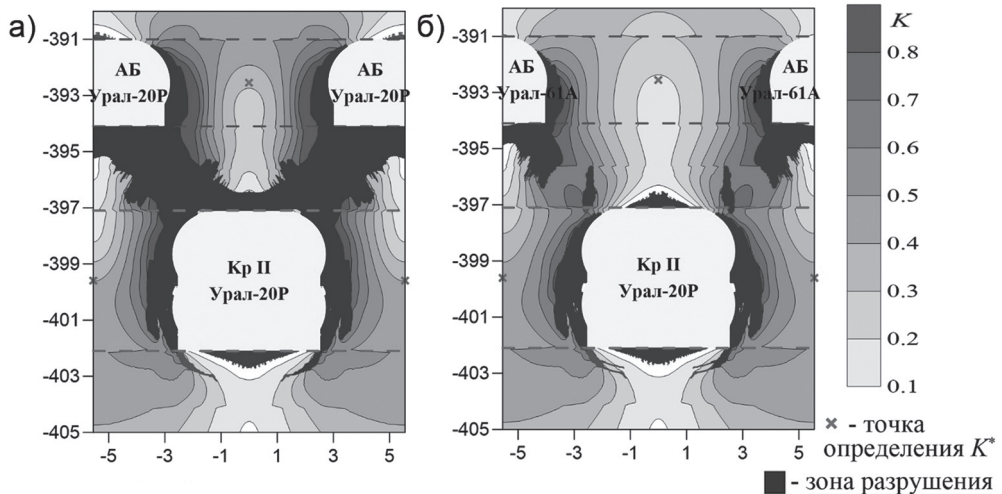 а)
-391
-393
-395
-397
-399
-401
-403
-405
-5 -3 -1 1 3 5
АБ
Урал-20Р
АБ
Урал-20Р
Кр II
Урал-20Р
б)
-391
-393
-395
-397
-399
-401
-403
-405
-5 -3 -1 1 3 5
АБ
Урал-61А
АБ
Урал-61А
Кр II
Урал-20Р
K
0.8
0.7
0.6
0.5
0.4
0.3
0.2
0.1
× - точка
определения K*
- зона разрушения